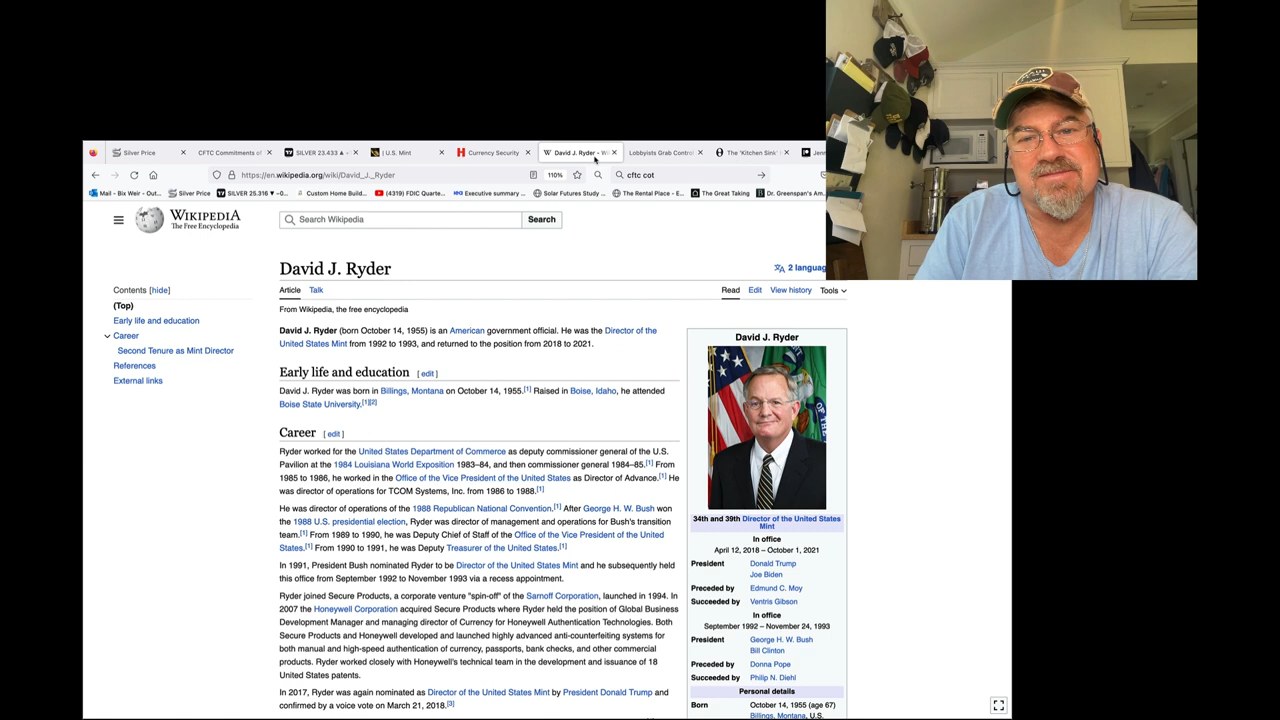 Silver Price
CFTC Commitments of
SILVER 23.433 ▲
U.S. Mint
Currency Security
David J. Ryder - Wi
Lobbyists Grab Control
The 'Kitchen Sink'
Jenn
https://en.wikipedia.org/wiki/David_J._Ryder
110%
cftc cot
Mail - Bix Weir - Out...
Silver Price
SILVER 25.316
Custom Home Build...
(4319) FDIC Quarte...
Executive summary ...
Solar Futures Study ...
The Rental Place - E...
The Great Taking
Dr. Greenspan's Am...
WIKIPEDIA
The Free Encyclopedia
Search Wikipedia
Search
David J. Ryder
2 languag
Article
Talk
Read
Edit
View history
Tools
From Wikipedia, the free encyclopedia
Contents [hide]
(Top)
Early life and education
Career
Second Tenure as Mint Director
References
External links
David J. Ryder (born October 14, 1955) is an American government official. He was the Director of the
United States Mint from 1992 to 1993, and returned to the position from 2018 to 2021.
Early life and education [ edit ]
David J. Ryder was born in Billings, Montana on October 14, 1955.[1] Raised in Boise, Idaho, he attended
Boise State University.[1][2]
Career [ edit ]
Ryder worked for the United States Department of Commerce as deputy commissioner general of the U.S.
Pavilion at the 1984 Louisiana World Exposition 1983–84, and then commissioner general 1984–85.[1] From
1985 to 1986, he worked in the Office of the Vice President of the United States as Director of Advance.[1] He
was director of operations for TCOM Systems, Inc. from 1986 to 1988.[1]
He was director of operations of the 1988 Republican National Convention.[1] After George H. W. Bush won
the 1988 U.S. presidential election, Ryder was director of management and operations for Bush's transition
team.[1] From 1989 to 1990, he was Deputy Chief of Staff of the Office of the Vice President of the United
States.[1] From 1990 to 1991, he was Deputy Treasurer of the United States.[1]
In 1991, President Bush nominated Ryder to be Director of the United States Mint and he subsequently held
this office from September 1992 to November 1993 via a recess appointment.
Ryder joined Secure Products, a corporate venture "spin-off" of the Sarnoff Corporation, launched in 1994. In
2007 the Honeywell Corporation acquired Secure Products where Ryder held the position of Global Business
Development Manager and managing director of Currency for Honeywell Authentication Technologies. Both
Secure Products and Honeywell developed and launched highly advanced anti-counterfeiting systems for
both manual and high-speed authentication of currency, passports, bank checks, and other commercial
products. Ryder worked closely with Honeywell's technical team in the development and issuance of 18
United States patents.
In 2017, Ryder was again nominated as Director of the United States Mint by President Donald Trump and
confirmed by a voice vote on March 21, 2018.[3]
David J. Ryder
34th and 39th Director of the United States
Mint
In office
April 12, 2018 – October 1, 2021
President Donald Trump
Joe Biden
Preceded by Edmund C. Moy
Succeeded by Ventris Gibson
In office
September 1992 – November 24, 1993
President George H. W. Bush
Bill Clinton
Preceded by Donna Pope
Succeeded by Philip N. Diehl
Personal details
Born October 14, 1955 (age 67)
Billings, Montana, U.S.